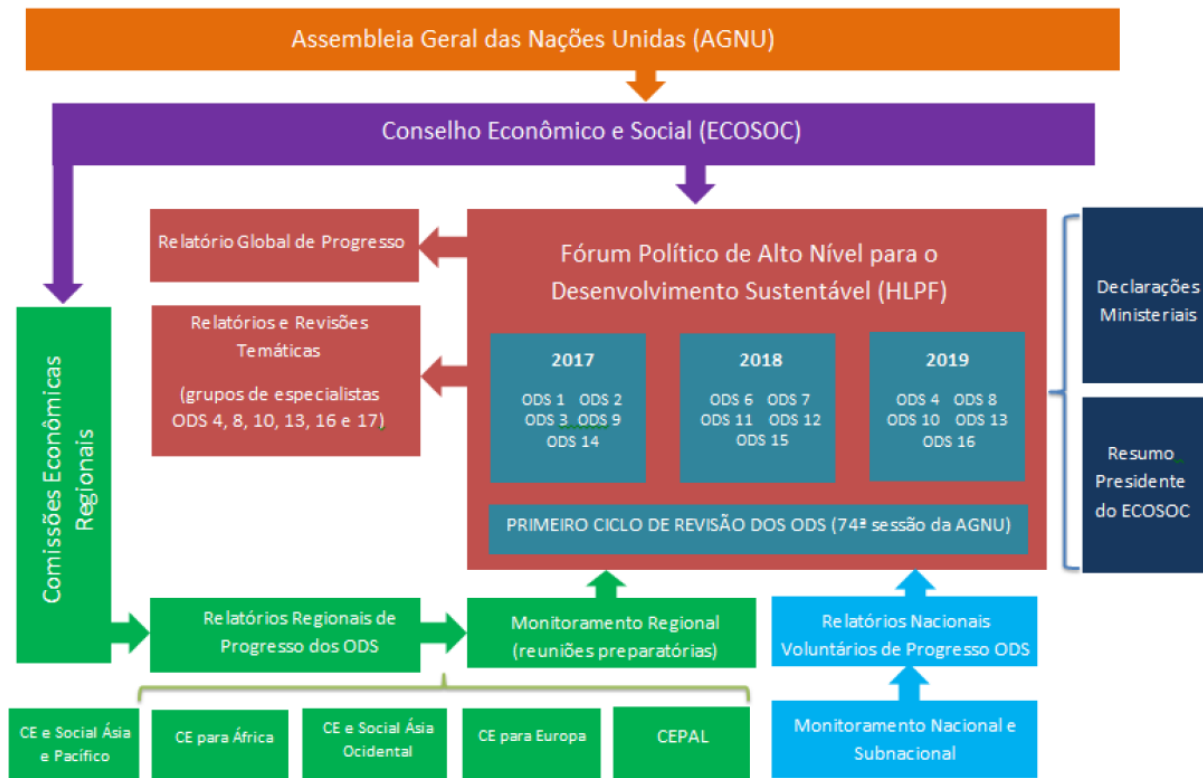 Assembleia Geral das Nações Unidas (AGNU)
Conselho Econômico e Social (ECOSOC)
Relatório Global de Progresso
Relatórios e Revisões
Temáticas
(grupos de especialistas
ODS 4, 8, 10, 13, 16 e 17)
Fórum Político de Alto Nível para o
Desenvolvimento Sustentável (HLPF)
2017
ODS 1 ODS 2
ODS 3 ODS 9
ODS 14
2018
ODS 6 ODS 7
ODS 11 ODS 12
ODS 15
2019
ODS 4 ODS 8
ODS 10 ODS 13
ODS 16
PRIMEIRO CICLO DE REVISÃO DOS ODS (74ª sessão da AGNU)
Declarações
Ministeriais
Resumo
Presidente
do ECOSOC
Comissões Econômicas
Regionais
Relatórios Regionais de
Progresso dos ODS
Monitoramento Regional
(reuniões preparatórias)
Relatórios Nacionais
Voluntários de Progresso ODS
CE e Social Ásia
e Pacífico
CE para África
CE e Social Ásia
Ocidental
CE para Europa
CEPAL
Monitoramento Nacional e
Subnacional